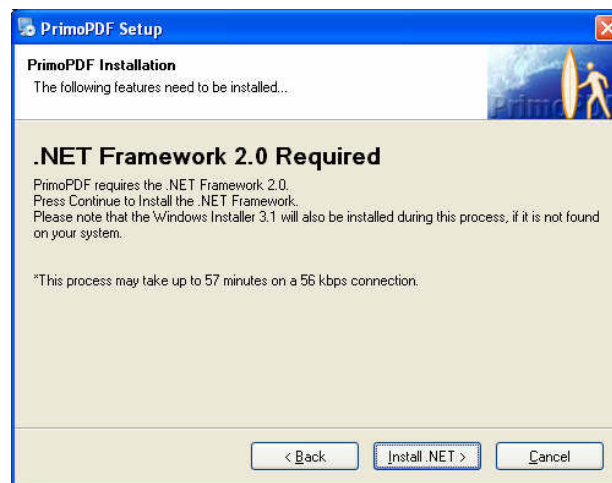 PrimoPDF Setup
PrimoPDF Installation
The following features need to be installed...
PrimoPDF
.NET Framework 2.0 Required
PrimoPDF requires the .NET Framework 2.0.
Press Continue to Install the .NET Framework.
Please note that the Windows Installer 3.1 will also be installed during this process, if it is not found
on your system.
*This process may take up to 57 minutes on a 56 kbps connection.
< Back
Install .NET >
Cancel